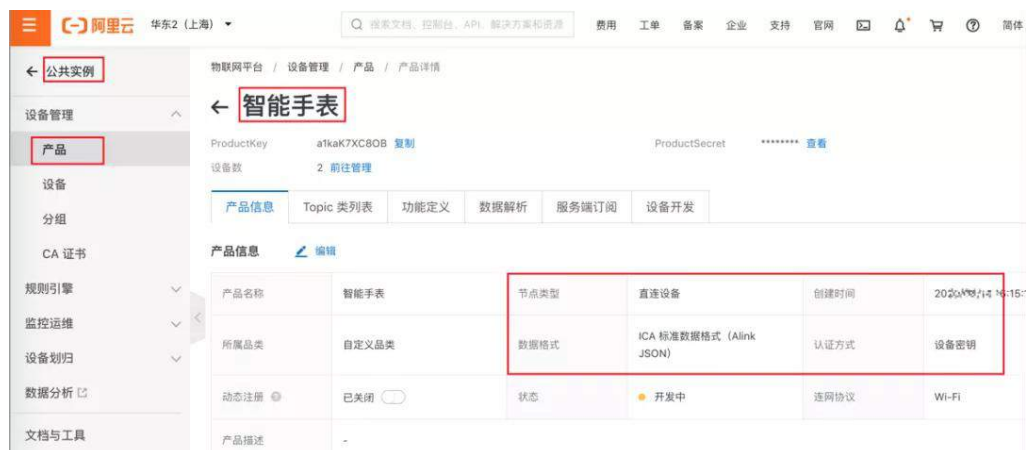 阿里云 华东2（上海） 搜索文档、控制台、API、解决方案和资源 费用 工单 备案 企业 支持 官网 简体
公共实例
设备管理
产品
设备
分组
CA 证书
规则引擎
监控运维
设备划归
数据分析
文档与工具
物联网平台 / 设备管理 / 产品 / 产品详情
智能手表
ProductKey a1kaK7XC8OB 复制 ProductSecret ******** 查看
设备数 2 前往管理
产品信息 Topic 类列表 功能定义 数据解析 服务端订阅 设备开发
产品信息 编辑
产品名称 智能手表 节点类型 直连设备 创建时间
所属品类 自定义品类 数据格式 ICA 标准数据格式（Alink
JSON） 认证方式 设备密钥
动态注册 已关闭 状态 开发中 连网协议 Wi-Fi
产品描述 -